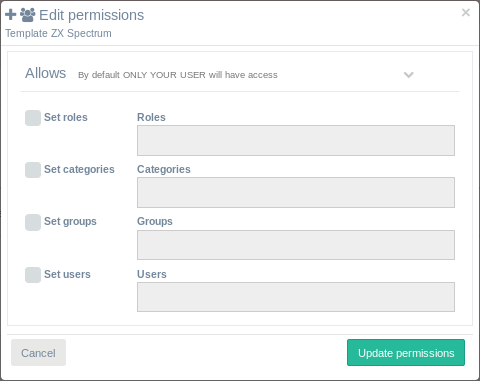 Edit permissions
Template ZX Spectrum
Allows By default ONLY YOUR USER will have access
Set roles Roles
Set categories Categories
Set groups Groups
Set users Users
Cancel Update permissions